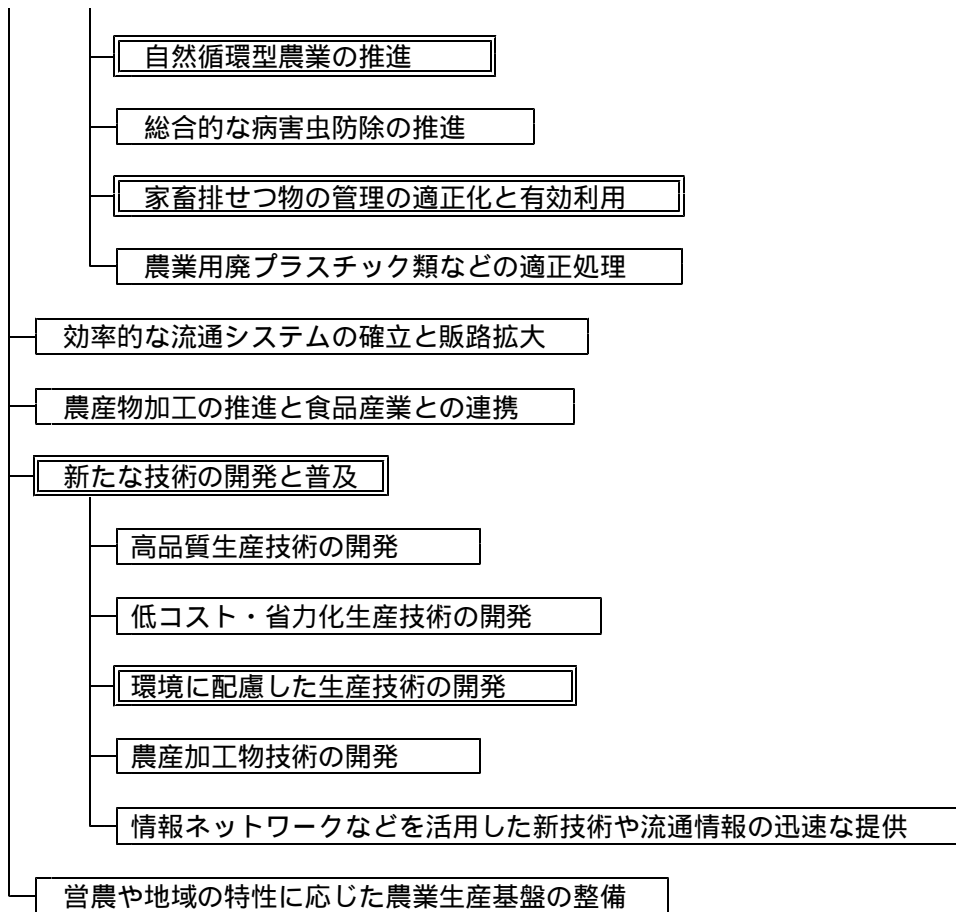 自然循環型農業の推進
総合的な病害虫防除の推進
家畜排せつ物の管理の適正化と有効利用
農業用廃プラスチック類などの適正処理
効率的な流通システムの確立と販路拡大
農産物加工の推進と食品産業との連携
新たな技術の開発と普及
高品質生産技術の開発
低コスト・省力化生産技術の開発
環境に配慮した生産技術の開発
農産加工物技術の開発
情報ネットワークなどを活用した新技術や流通情報の迅速な提供
営農や地域の特性に応じた農業生産基盤の整備